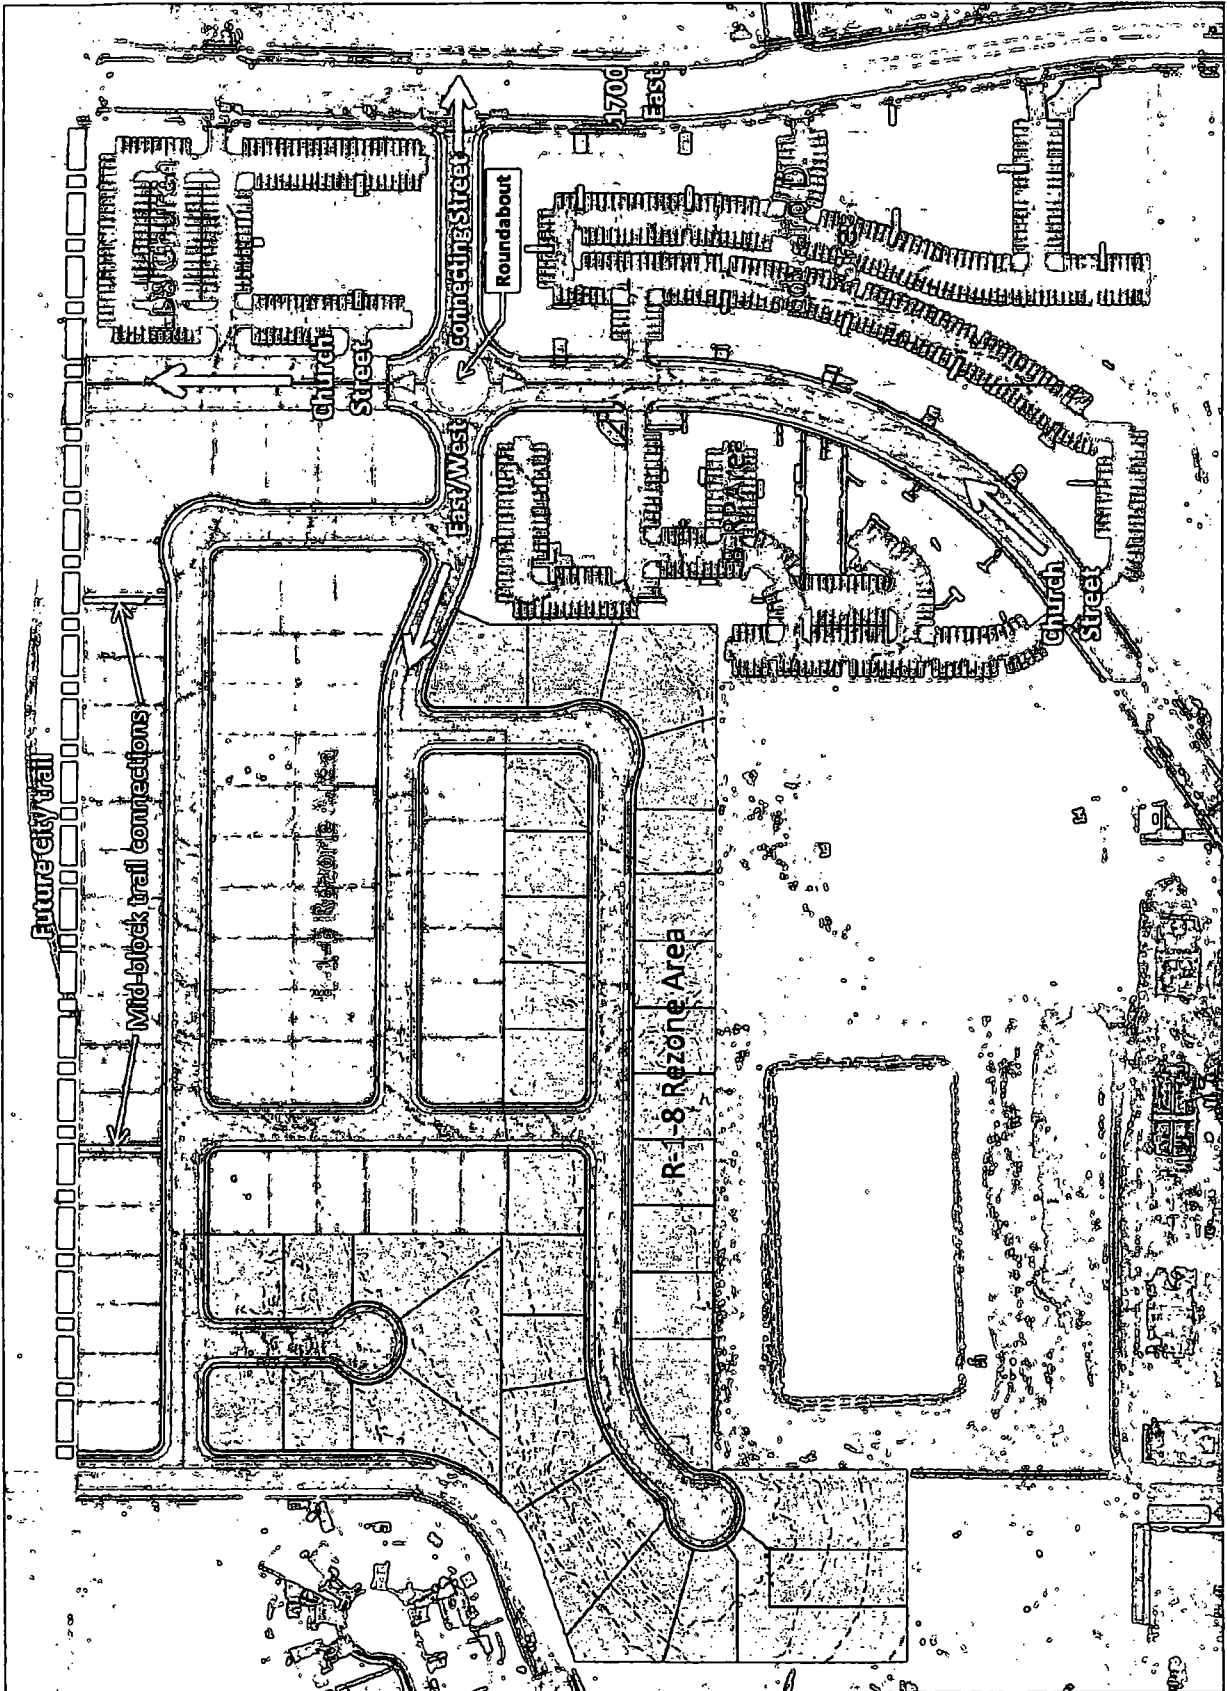 Future City trail
Mid-block trail connections
Church
Street
East/West
connecting Street
Roundabout
1700
East
R-1-8 Rezone Area
Church
Street